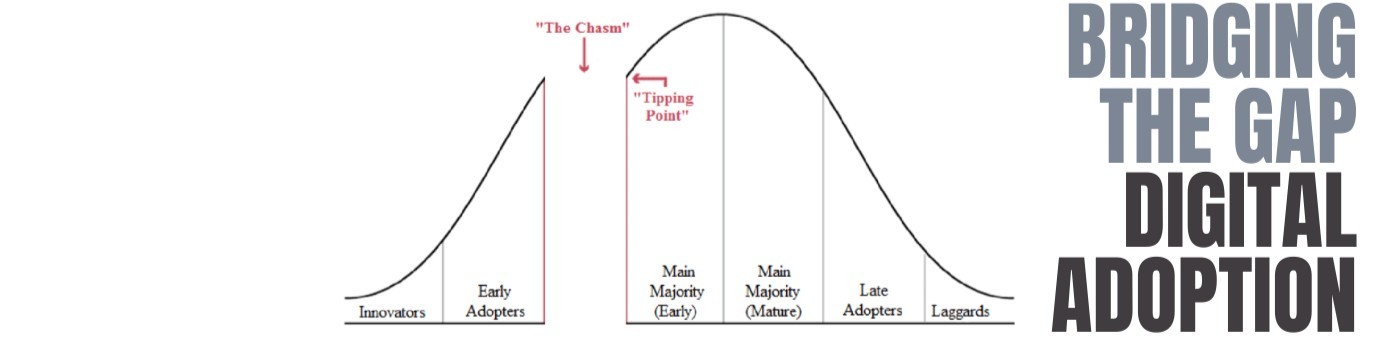 "The Chasm"
"Tipping
Point"
Innovators
Early
Adopters
Main
Majority
(Early)
Main
Majority
(Mature)
Late
Adopters
Laggards
BRIDGING
THE GAP
DIGITAL
ADOPTION